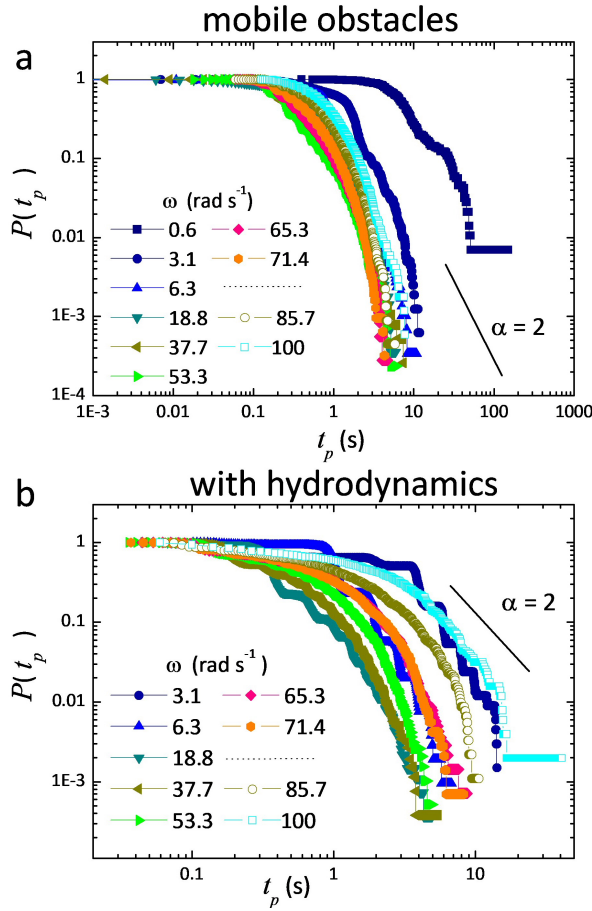 mobile obstacles
a
P(t_p)
1
0.1
0.01
1E-3
1E-4
ω (rad s⁻¹)
0.6 65.3
3.1 71.4
6.3 ..................
18.8 85.7
37.7 100
53.3
α = 2
1E-3 0.01 0.1 1 10 100 1000
t_p (s)
with hydrodynamics
b
P(t_p)
1
0.1
0.01
1E-3
ω (rad s⁻¹)
3.1 65.3
6.3 71.4
18.8 ..................
37.7 85.7
53.3 100
α = 2
0.1 1 10
t_p (s)